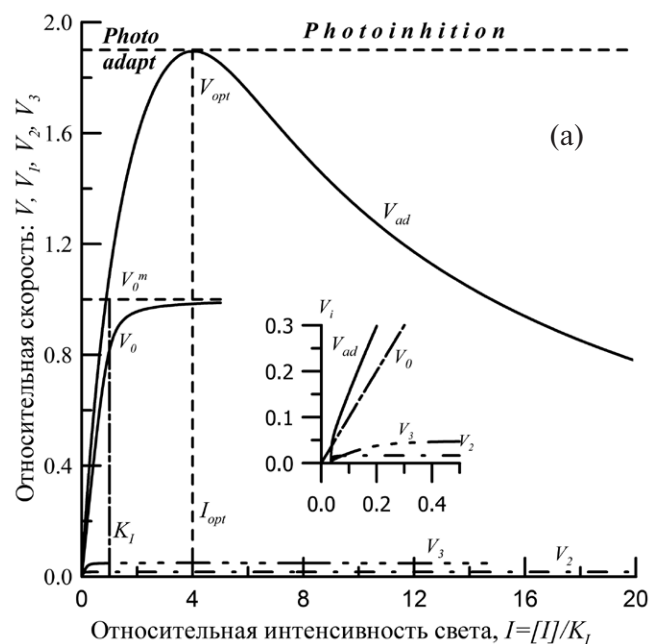 2.0
Photo
adapt
Photoinhition
V_opt
(a)
1.6
V_ad
1.2
V_0^m
V_0
0.8
0.4
0.0
K_I
I_opt
V_i
0.3
V_ad
V_0
0.2
0.1
V_3
V_2
0.0
0.0 0.2 0.4
V_3
V_2
0 4 8 12 16 20
Относительная скорость: V, V_1, V_2, V_3
Относительная интенсивность света, I=[I]/K_I